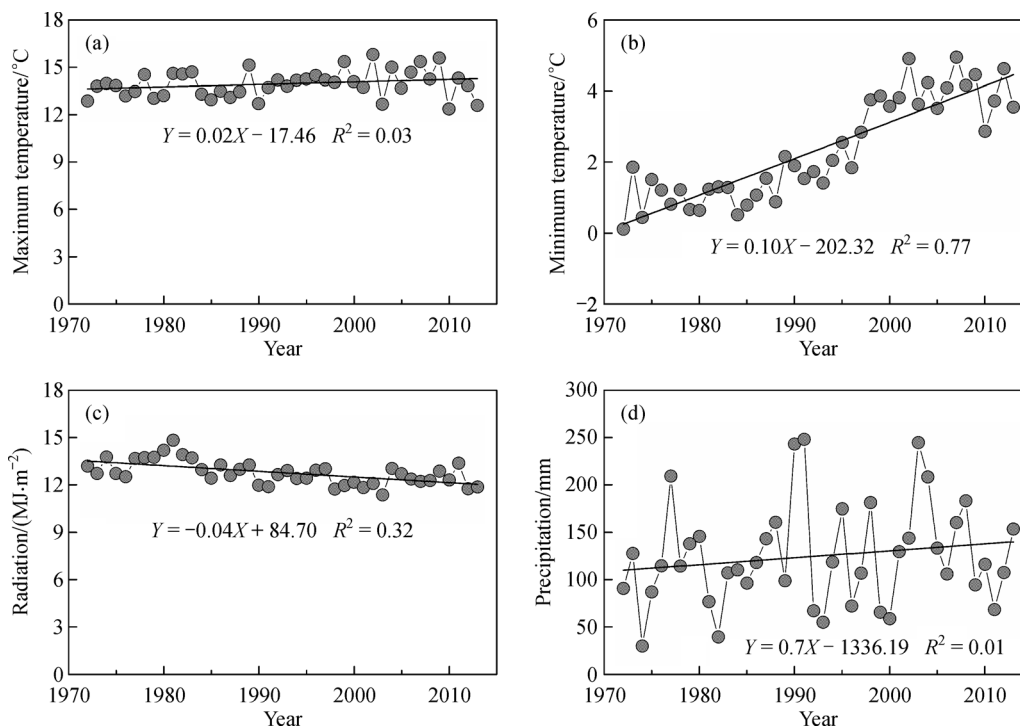 (a)
Maximum temperature/°C
18
15
12
9
6
3
0
Y = 0.02X − 17.46 R² = 0.03
1970 1980 1990 2000 2010
Year
(b)
Minimum temperature/°C
6
4
2
0
−2
Y = 0.10X − 202.32 R² = 0.77
1970 1980 1990 2000 2010
Year
(c)
Radiation/(MJ·m⁻²)
18
15
12
9
6
3
0
Y = −0.04X + 84.70 R² = 0.32
1970 1980 1990 2000 2010
Year
(d)
Precipitation/mm
300
250
200
150
100
50
0
Y = 0.7X − 1336.19 R² = 0.01
1970 1980 1990 2000 2010
Year